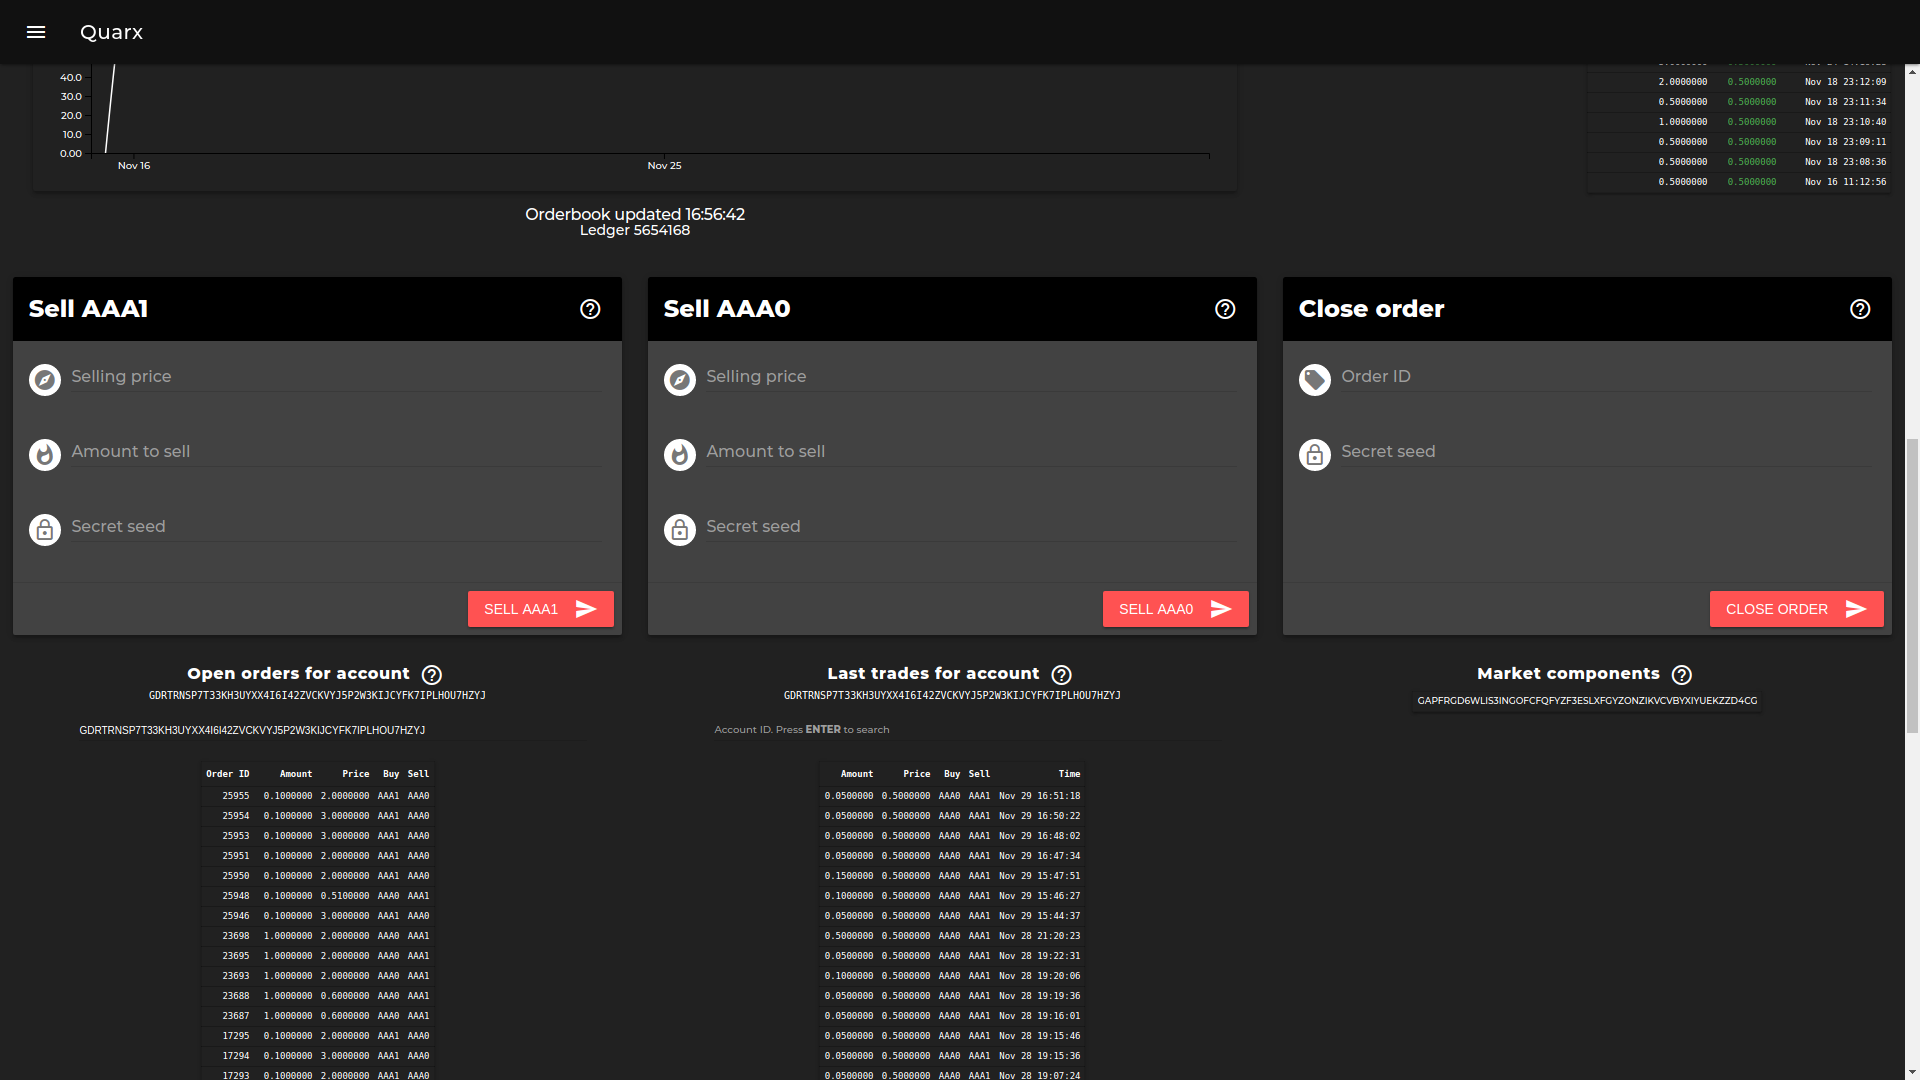 Quarx
40.0
30.0
20.0
10.0
0.00
Nov 16 Nov 25
2.0000000 0.5000000 Nov 18 23:12:09
0.5000000 0.5000000 Nov 18 23:11:34
1.0000000 0.5000000 Nov 18 23:10:40
0.5000000 0.5000000 Nov 18 23:09:11
0.5000000 0.5000000 Nov 18 23:08:36
0.5000000 0.5000000 Nov 16 11:12:56
Orderbook updated 16:56:42
Ledger 5654168
Sell AAA1
Selling price
Amount to sell
Secret seed
SELL AAA1
Sell AAA0
Selling price
Amount to sell
Secret seed
SELL AAA0
Close order
Order ID
Secret seed
CLOSE ORDER
Open orders for account
GDRTRNSP7T33KH3UYXX4I6I42ZVCKVYJ5P2W3KIJCYFK7IPLHOU7HZYJ
GDRTRNSP7T33KH3UYXX4I6I42ZVCKVYJ5P2W3KIJCYFK7IPLHOU7HZYJ
Order ID Amount Price Buy Sell
25955 0.1000000 2.0000000 AAA1 AAA0
25954 0.1000000 3.0000000 AAA1 AAA0
25953 0.1000000 3.0000000 AAA1 AAA0
25951 0.1000000 2.0000000 AAA1 AAA0
25950 0.1000000 2.0000000 AAA1 AAA0
25948 0.1000000 0.5100000 AAA0 AAA1
25946 0.1000000 3.0000000 AAA1 AAA0
23698 1.0000000 2.0000000 AAA0 AAA1
23695 1.0000000 2.0000000 AAA0 AAA1
23693 1.0000000 2.0000000 AAA0 AAA1
23688 1.0000000 0.6000000 AAA0 AAA1
23687 1.0000000 0.6000000 AAA0 AAA1
17295 0.1000000 2.0000000 AAA1 AAA0
17294 0.1000000 3.0000000 AAA1 AAA0
17293 0.1000000 2.0000000 AAA1 AAA0
Last trades for account
GDRTRNSP7T33KH3UYXX4I6I42ZVCKVYJ5P2W3KIJCYFK7IPLHOU7HZYJ
Account ID. Press ENTER to search
Amount Price Buy Sell Time
0.0500000 0.5000000 AAA0 AAA1 Nov 29 16:51:18
0.0500000 0.5000000 AAA0 AAA1 Nov 29 16:50:22
0.0500000 0.5000000 AAA0 AAA1 Nov 29 16:48:02
0.0500000 0.5000000 AAA0 AAA1 Nov 29 16:47:34
0.1500000 0.5000000 AAA0 AAA1 Nov 29 15:47:51
0.1000000 0.5000000 AAA0 AAA1 Nov 29 15:46:27
0.0500000 0.5000000 AAA0 AAA1 Nov 29 15:44:37
0.5000000 0.5000000 AAA0 AAA1 Nov 28 21:20:23
0.0500000 0.5000000 AAA0 AAA1 Nov 28 19:22:31
0.1000000 0.5000000 AAA0 AAA1 Nov 28 19:20:06
0.0500000 0.5000000 AAA0 AAA1 Nov 28 19:19:36
0.0500000 0.5000000 AAA0 AAA1 Nov 28 19:16:01
0.0500000 0.5000000 AAA0 AAA1 Nov 28 19:15:46
0.0500000 0.5000000 AAA0 AAA1 Nov 28 19:15:36
0.0500000 0.5000000 AAA0 AAA1 Nov 28 19:07:24
Market components
GAPFRGD6WLIS3INGOFCFQFYZF3ESLXFGYZONZIKVCVBYXIYUEKZZD4CG